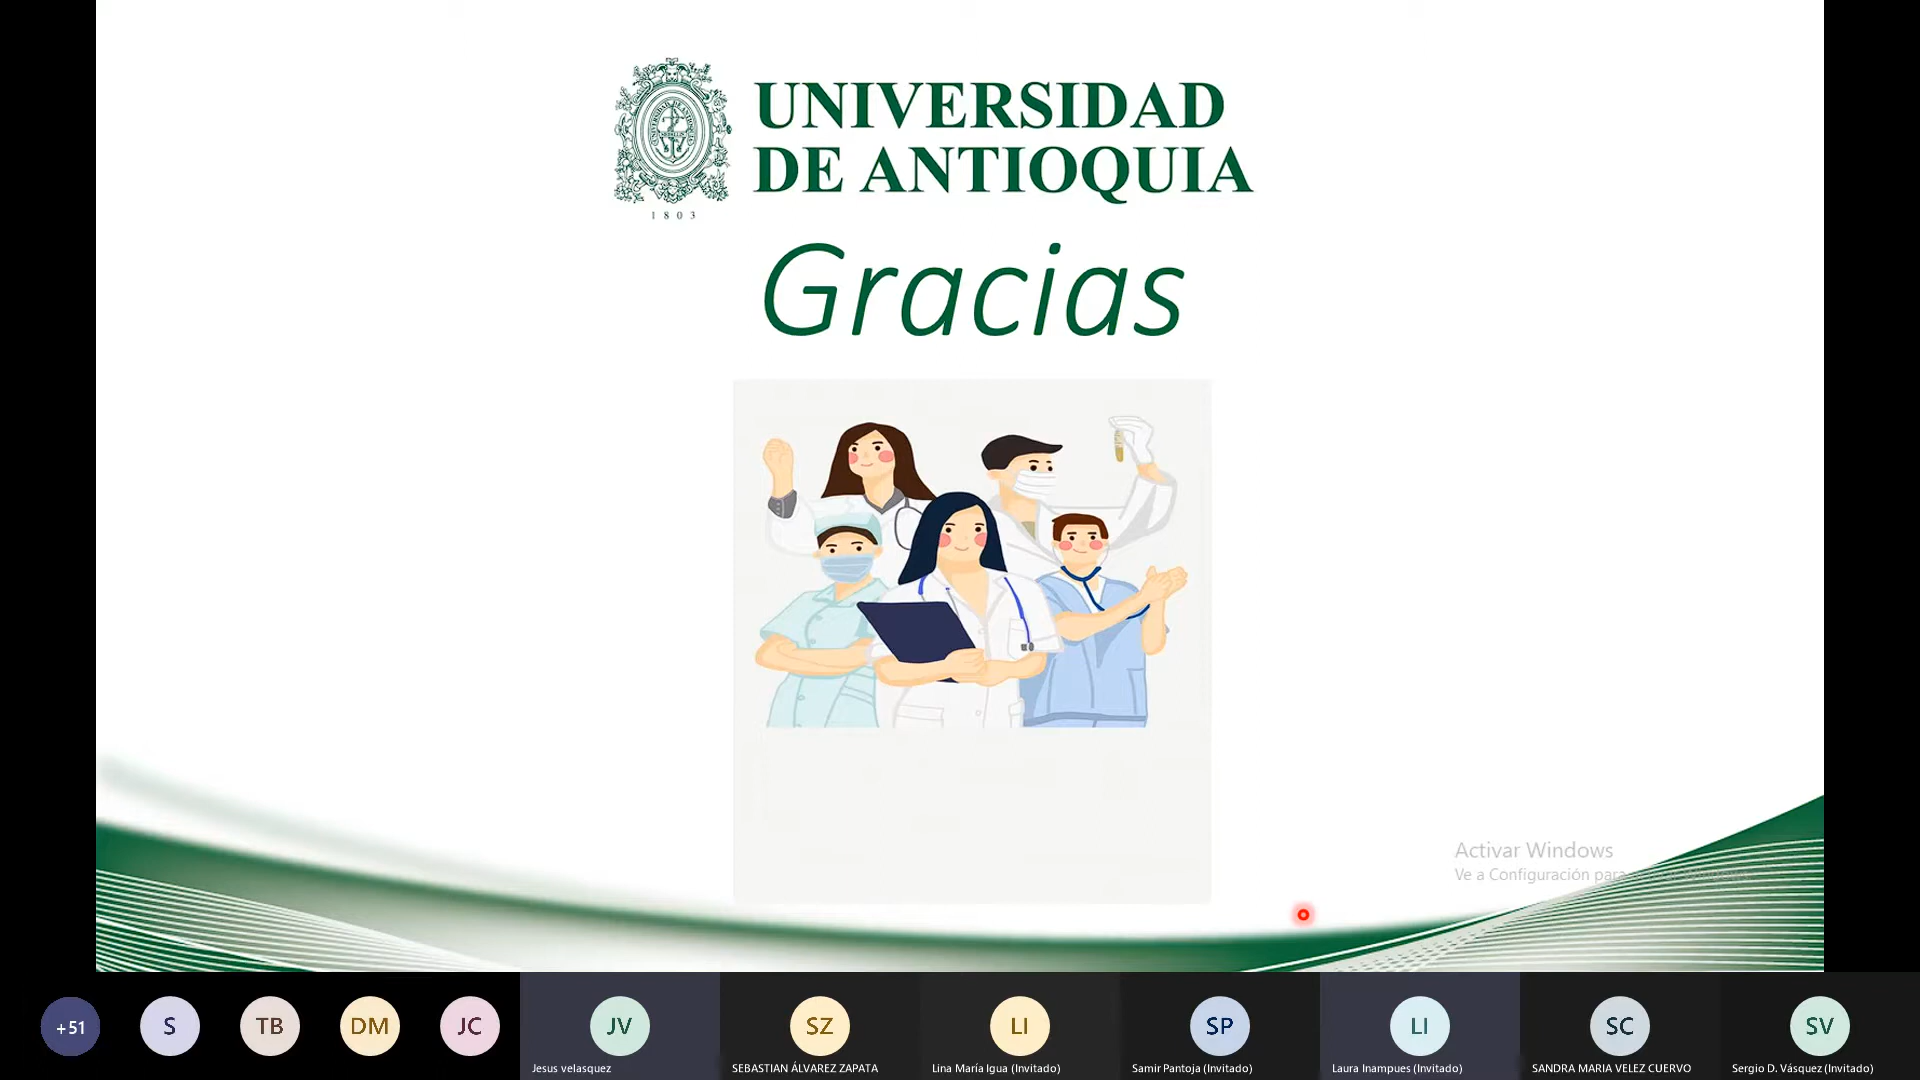 UNIVERSIDAD
DE ANTIOQUIA
1803
Gracias
Activar Windows
Ve a Configuración para
+51
S
TB
DM
JC
JV
SZ
LI
SP
LI
SC
SV
Jesus velasquez
SEBASTIAN ÁLVAREZ ZAPATA
Lina María Igua (Invitado)
Samir Pantoja (Invitado)
Laura Inampues (Invitado)
SANDRA MARIA VELEZ CUERVO
Sergio D. Vásquez (Invitado)